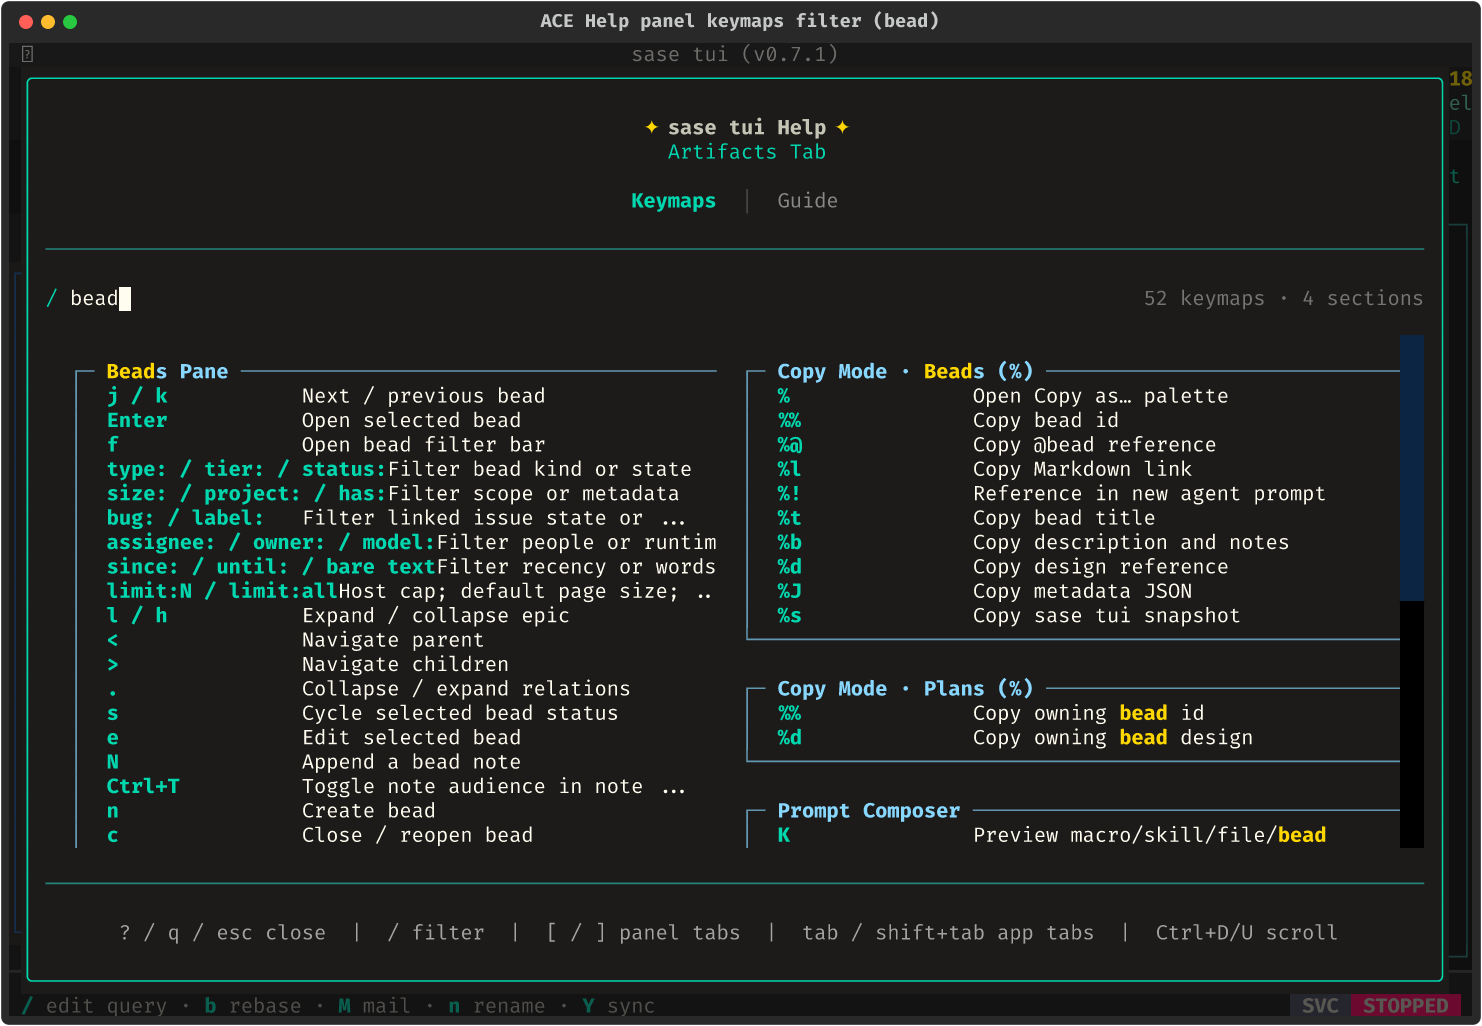 ACE Help panel keymaps filter (bead)
sase tui (v0.7.1)
18
el
D
t
✦ sase tui Help ✦
Artifacts Tab
Keymaps │ Guide
/ bead
52 keymaps · 4 sections
Beads Pane
j / k Next / previous bead
Enter Open selected bead
f Open bead filter bar
type: / tier: / status:Filter bead kind or state
size: / project: / has:Filter scope or metadata
bug: / label: Filter linked issue state or ...
assignee: / owner: / model:Filter people or runtim
since: / until: / bare textFilter recency or words
limit:N / limit:allHost cap; default page size; ..
l / h Expand / collapse epic
< Navigate parent
> Navigate children
. Collapse / expand relations
s Cycle selected bead status
e Edit selected bead
N Append a bead note
Ctrl+T Toggle note audience in note ...
n Create bead
c Close / reopen bead
Copy Mode · Beads (%)
% Open Copy as… palette
%% Copy bead id
%@ Copy @bead reference
%l Copy Markdown link
%! Reference in new agent prompt
%t Copy bead title
%b Copy description and notes
%d Copy design reference
%J Copy metadata JSON
%s Copy sase tui snapshot
Copy Mode · Plans (%)
%% Copy owning bead id
%d Copy owning bead design
Prompt Composer
K Preview macro/skill/file/bead
? / q / esc close | / filter | [ / ] panel tabs | tab / shift+tab app tabs | Ctrl+D/U scroll
/ edit query · b rebase · M mail · n rename · Y sync
SVC STOPPED